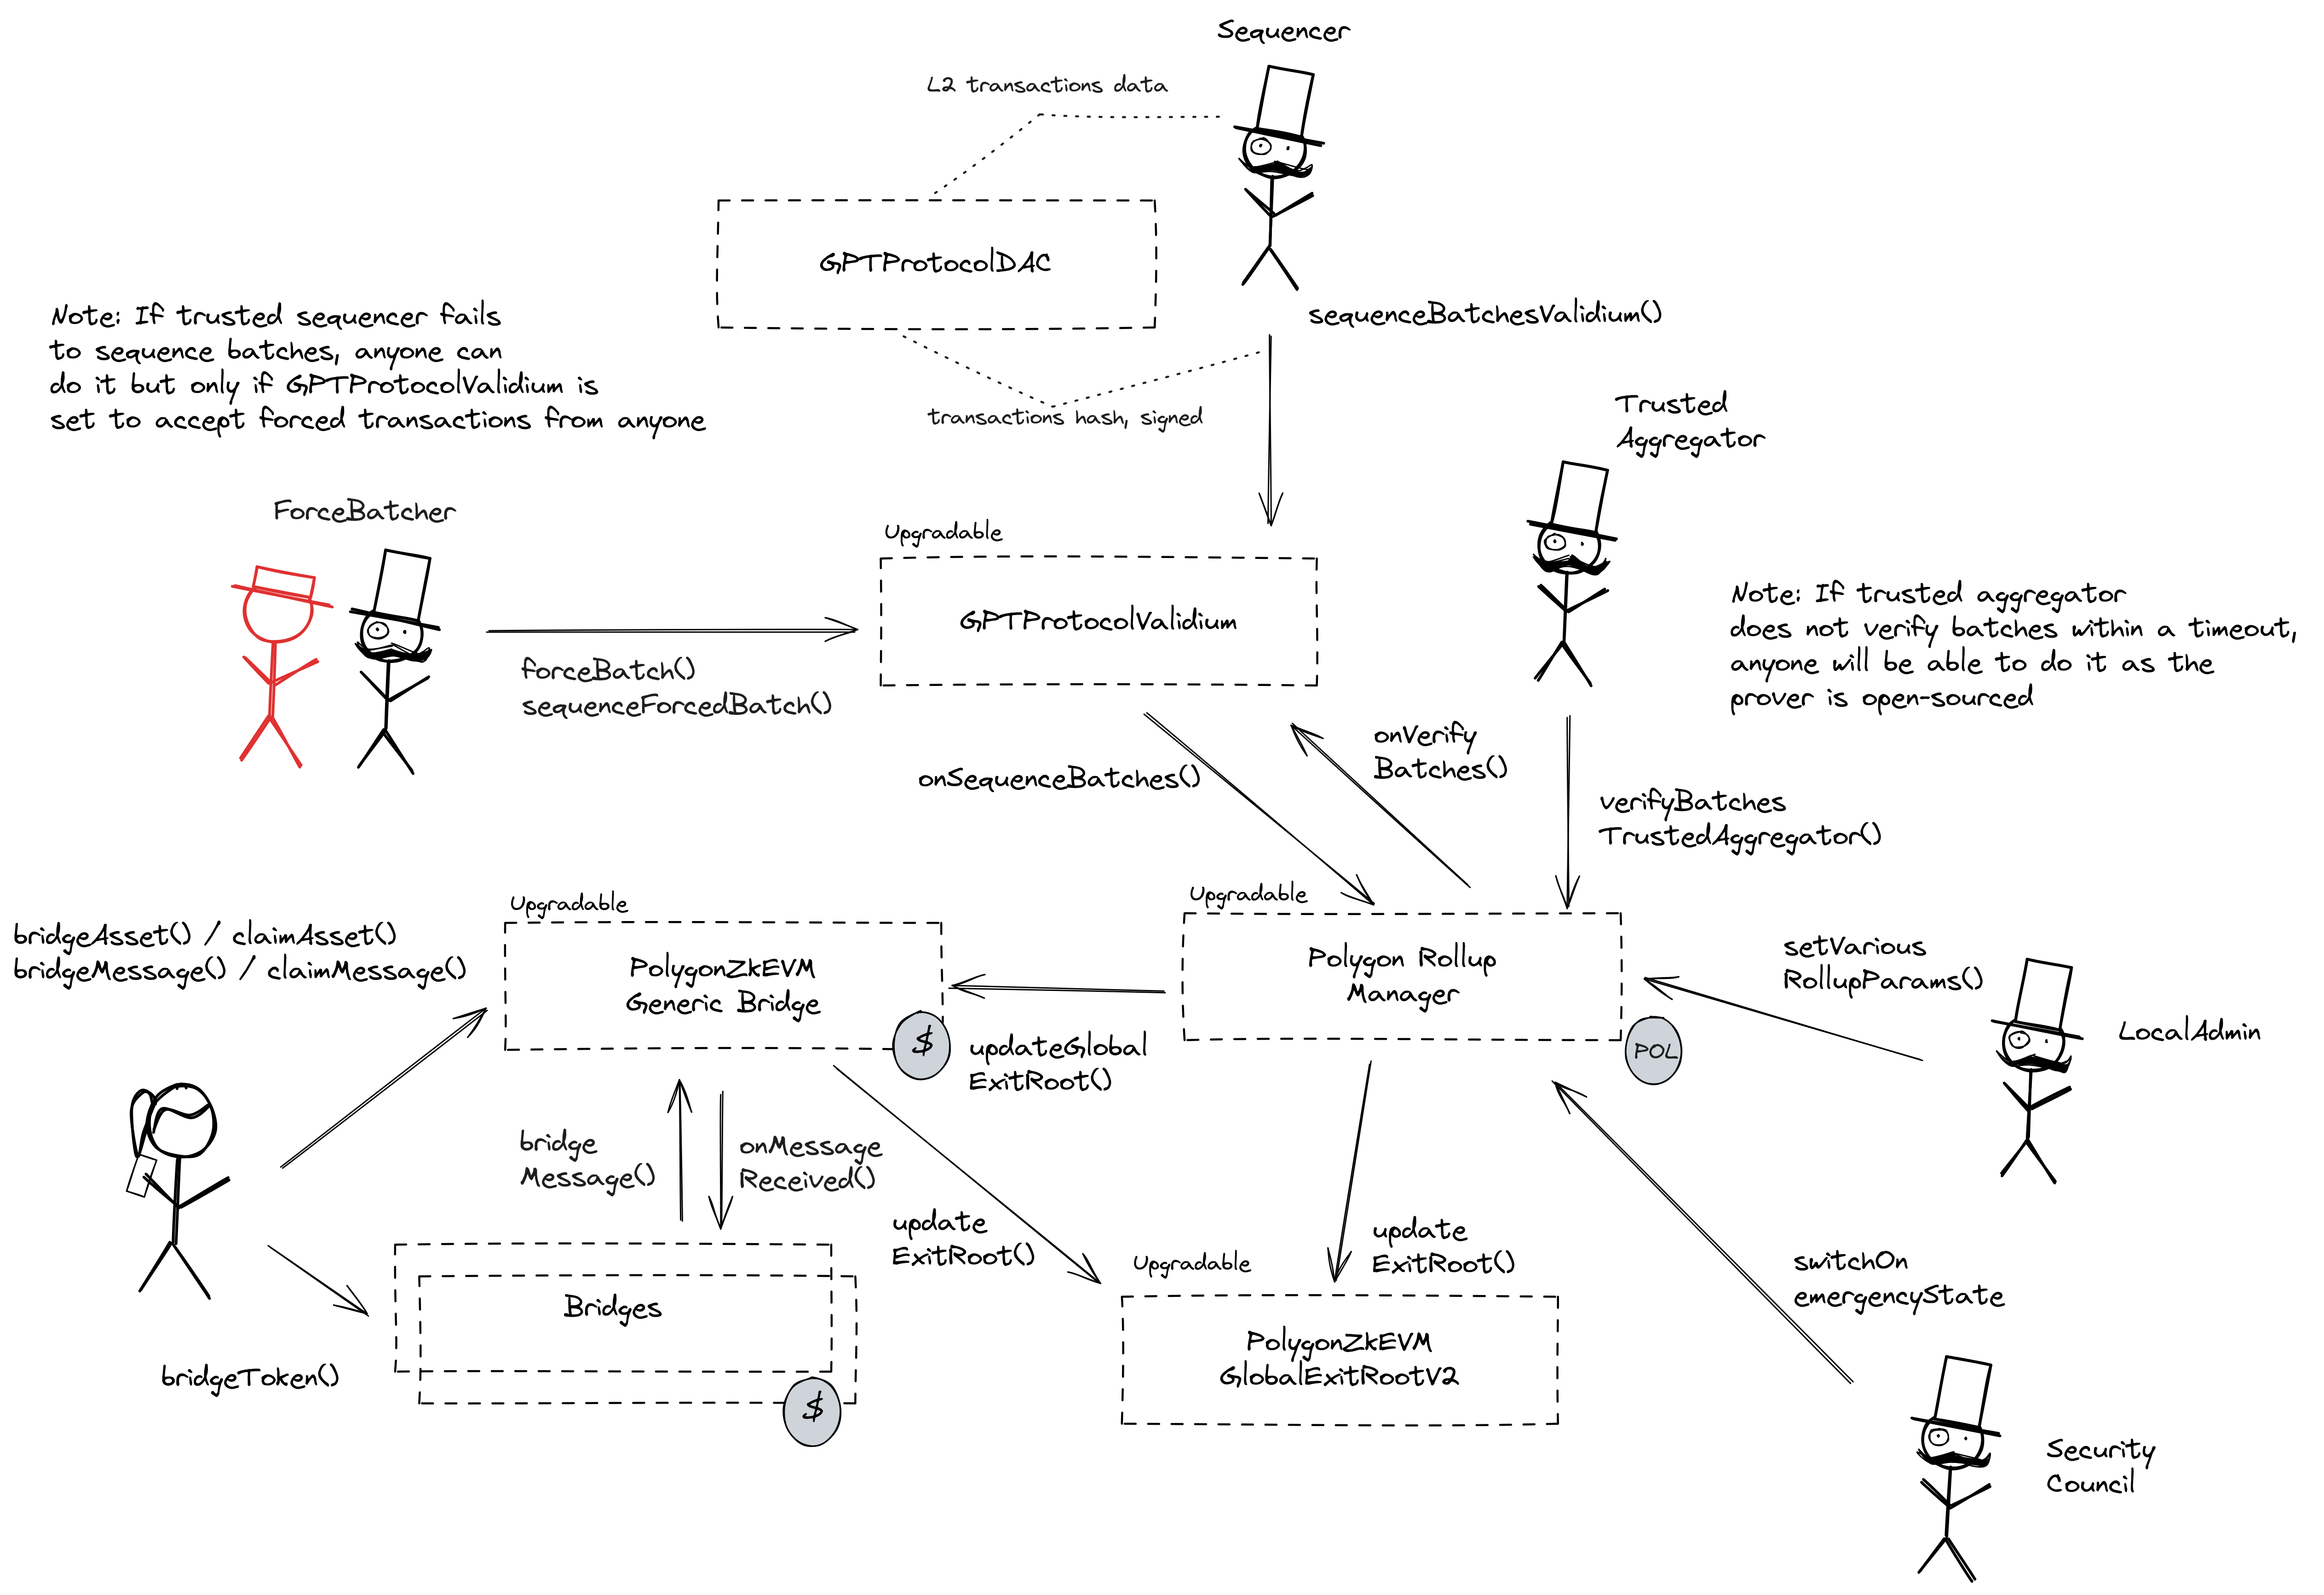 Sequencer
L2 transactions data
GPTProtocolDAC
sequenceBatchesValidium()
Note: If trusted sequencer fails
to sequence batches, anyone can
do it but only if GPTProtocolValidium is
set to accept forced transactions from anyone
transactions hash, signed
Trusted
Aggregator
ForceBatcher
Upgradable
GPTProtocolValidium
forceBatch()
sequenceForcedBatch()
Note: If trusted aggregator
does not verify batches within a timeout,
anyone will be able to do it as the
prover is open-sourced
onSequenceBatches()
onVerify
Batches()
verifyBatches
TrustedAggregator()
bridgeAsset() / claimAsset()
bridgeMessage() / claimMessage()
Upgradable
PolygonZkEVM
Generic Bridge
$
updateGlobal
ExitRoot()
Upgradable
Polygon Rollup
Manager
POL
setVarious
RollupParams()
LocalAdmin
bridge
Message()
onMessage
Received()
update
ExitRoot()
update
ExitRoot()
switchOn
emergencyState
bridgeToken()
Bridges
$
Upgradable
PolygonZkEVM
GlobalExitRootV2
Security
Council